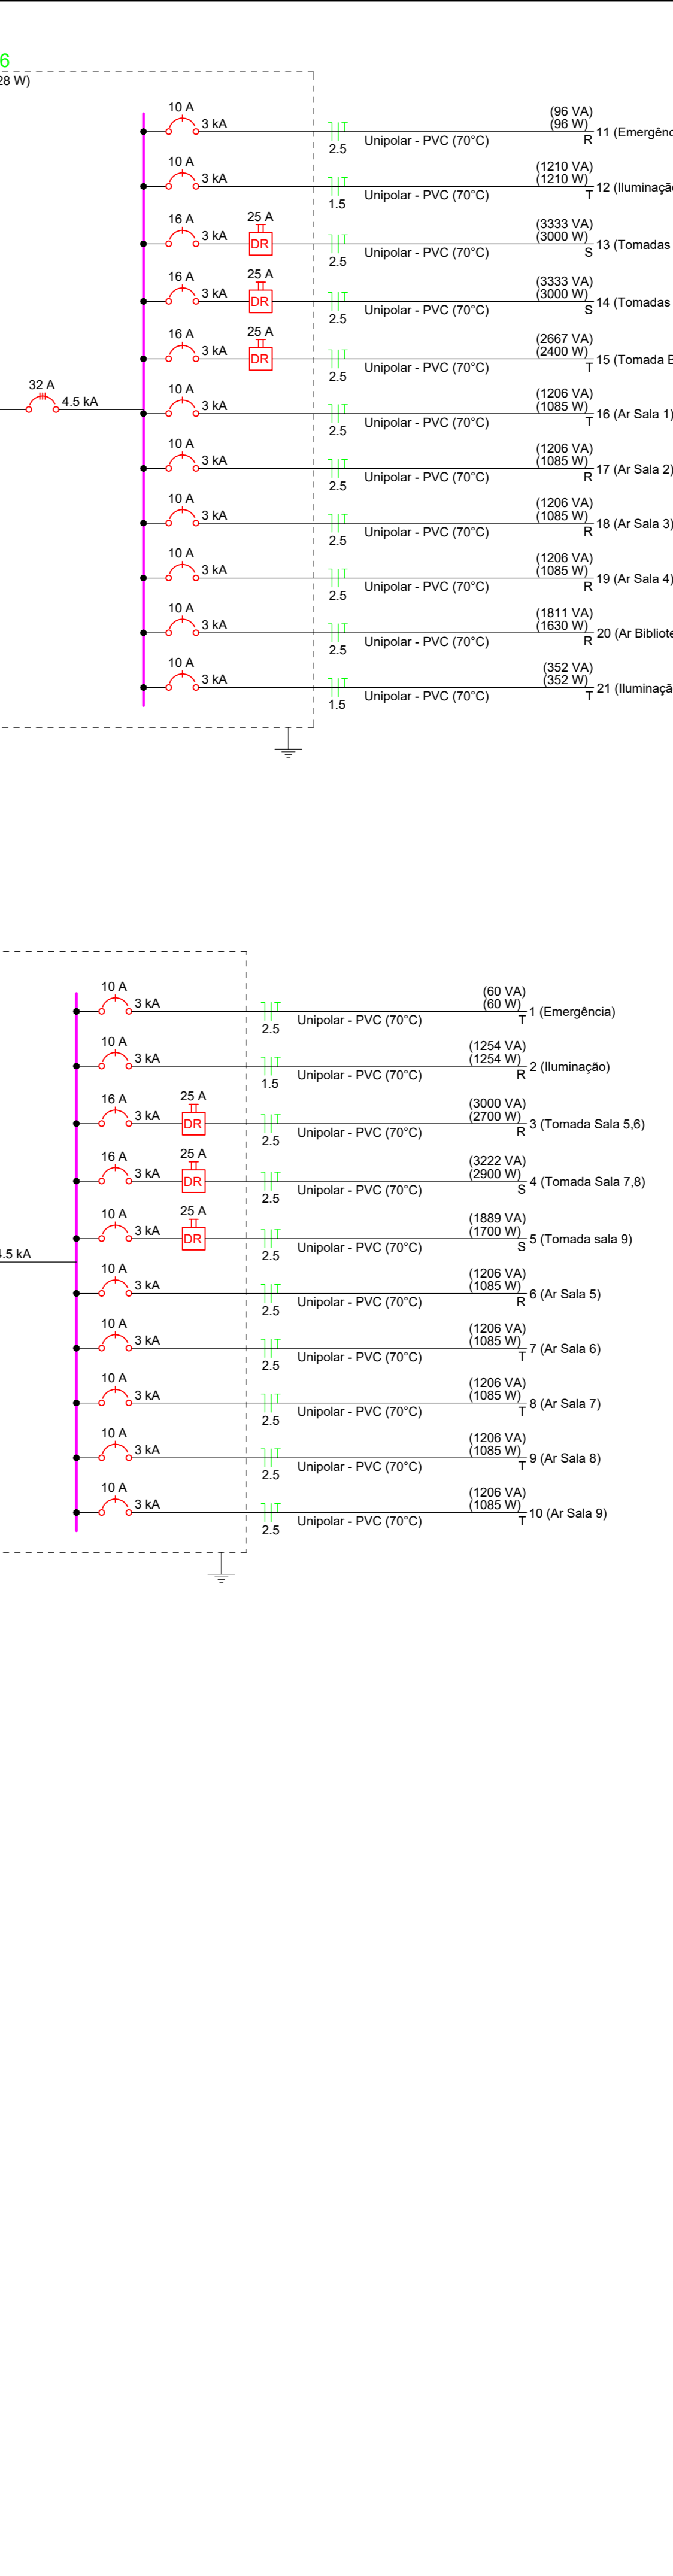 6
28 W)
10 A
3 kA
2.5
Unipolar - PVC (70°C)
(96 VA)
(96 W)
R
11 (Emergênc
10 A
3 kA
1.5
Unipolar - PVC (70°C)
(1210 VA)
(1210 W)
T
12 (Iluminaçã
16 A
3 kA
25 A
DR
2.5
Unipolar - PVC (70°C)
(3333 VA)
(3000 W)
S
13 (Tomadas
16 A
3 kA
25 A
DR
2.5
Unipolar - PVC (70°C)
(3333 VA)
(3000 W)
S
14 (Tomadas
16 A
3 kA
25 A
DR
2.5
Unipolar - PVC (70°C)
(2667 VA)
(2400 W)
T
15 (Tomada B
32 A
4.5 kA
10 A
3 kA
2.5
Unipolar - PVC (70°C)
(1206 VA)
(1085 W)
T
16 (Ar Sala 1)
10 A
3 kA
2.5
Unipolar - PVC (70°C)
(1206 VA)
(1085 W)
R
17 (Ar Sala 2)
10 A
3 kA
2.5
Unipolar - PVC (70°C)
(1206 VA)
(1085 W)
R
18 (Ar Sala 3)
10 A
3 kA
2.5
Unipolar - PVC (70°C)
(1206 VA)
(1085 W)
R
19 (Ar Sala 4)
10 A
3 kA
2.5
Unipolar - PVC (70°C)
(1811 VA)
(1630 W)
R
20 (Ar Bibliote
10 A
3 kA
1.5
Unipolar - PVC (70°C)
(352 VA)
(352 W)
T
21 (Iluminaçã
10 A
3 kA
2.5
Unipolar - PVC (70°C)
(60 VA)
(60 W)
T
1 (Emergência)
10 A
3 kA
1.5
Unipolar - PVC (70°C)
(1254 VA)
(1254 W)
R
2 (Iluminação)
16 A
3 kA
25 A
DR
2.5
Unipolar - PVC (70°C)
(3000 VA)
(2700 W)
R
3 (Tomada Sala 5,6)
16 A
3 kA
25 A
DR
2.5
Unipolar - PVC (70°C)
(3222 VA)
(2900 W)
S
4 (Tomada Sala 7,8)
10 A
3 kA
25 A
DR
2.5
Unipolar - PVC (70°C)
(1889 VA)
(1700 W)
S
5 (Tomada sala 9)
.5 kA
10 A
3 kA
2.5
Unipolar - PVC (70°C)
(1206 VA)
(1085 W)
R
6 (Ar Sala 5)
10 A
3 kA
2.5
Unipolar - PVC (70°C)
(1206 VA)
(1085 W)
T
7 (Ar Sala 6)
10 A
3 kA
2.5
Unipolar - PVC (70°C)
(1206 VA)
(1085 W)
T
8 (Ar Sala 7)
10 A
3 kA
2.5
Unipolar - PVC (70°C)
(1206 VA)
(1085 W)
T
9 (Ar Sala 8)
10 A
3 kA
2.5
Unipolar - PVC (70°C)
(1206 VA)
(1085 W)
T
10 (Ar Sala 9)